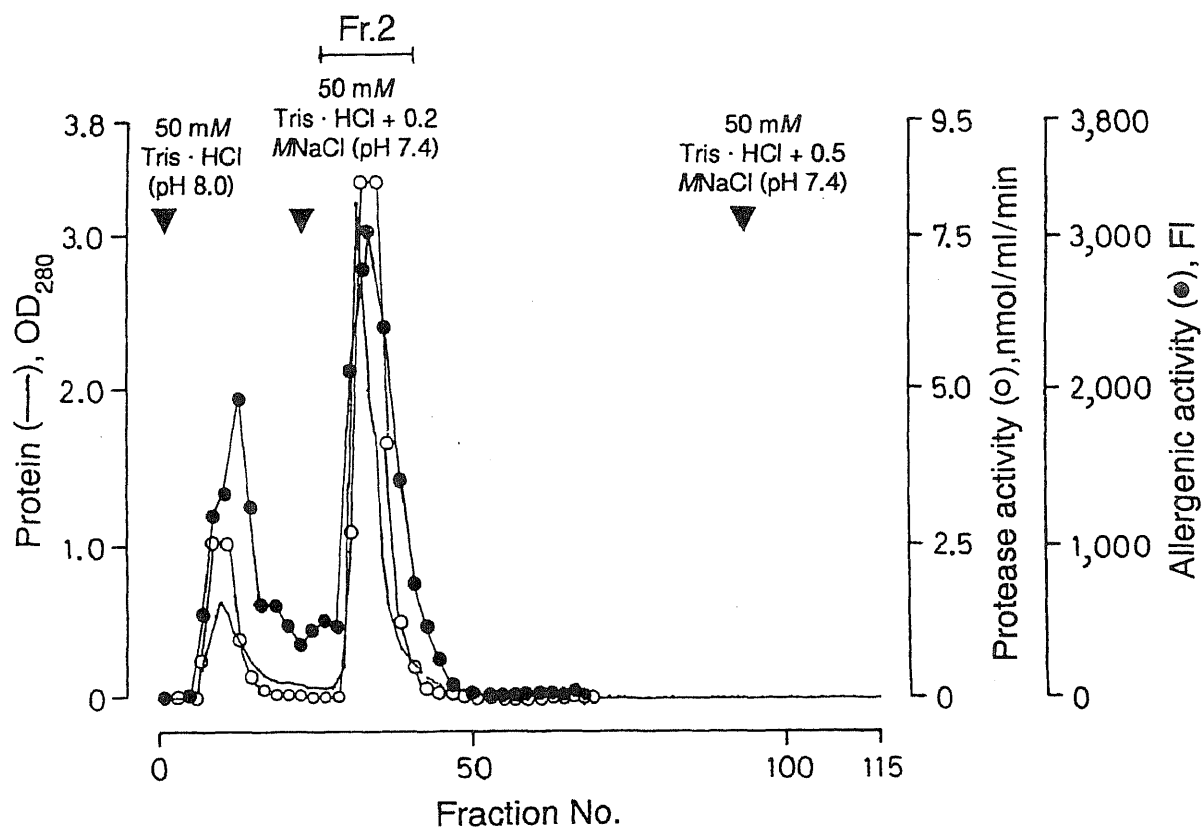 Fr.2
50 mM
Tris · HCl
(pH 8.0)
50 mM
Tris · HCl + 0.2
MNaCl (pH 7.4)
50 mM
Tris · HCl + 0.5
MNaCl (pH 7.4)
3.8
3.0
2.0
1.0
0
Protein (—), OD280
9.5
7.5
5.0
2.5
0
Protease activity (o),nmol/ml/min
3,800
3,000
2,000
1,000
0
Allergenic activity (●), FI
0
50
100
115
Fraction No.